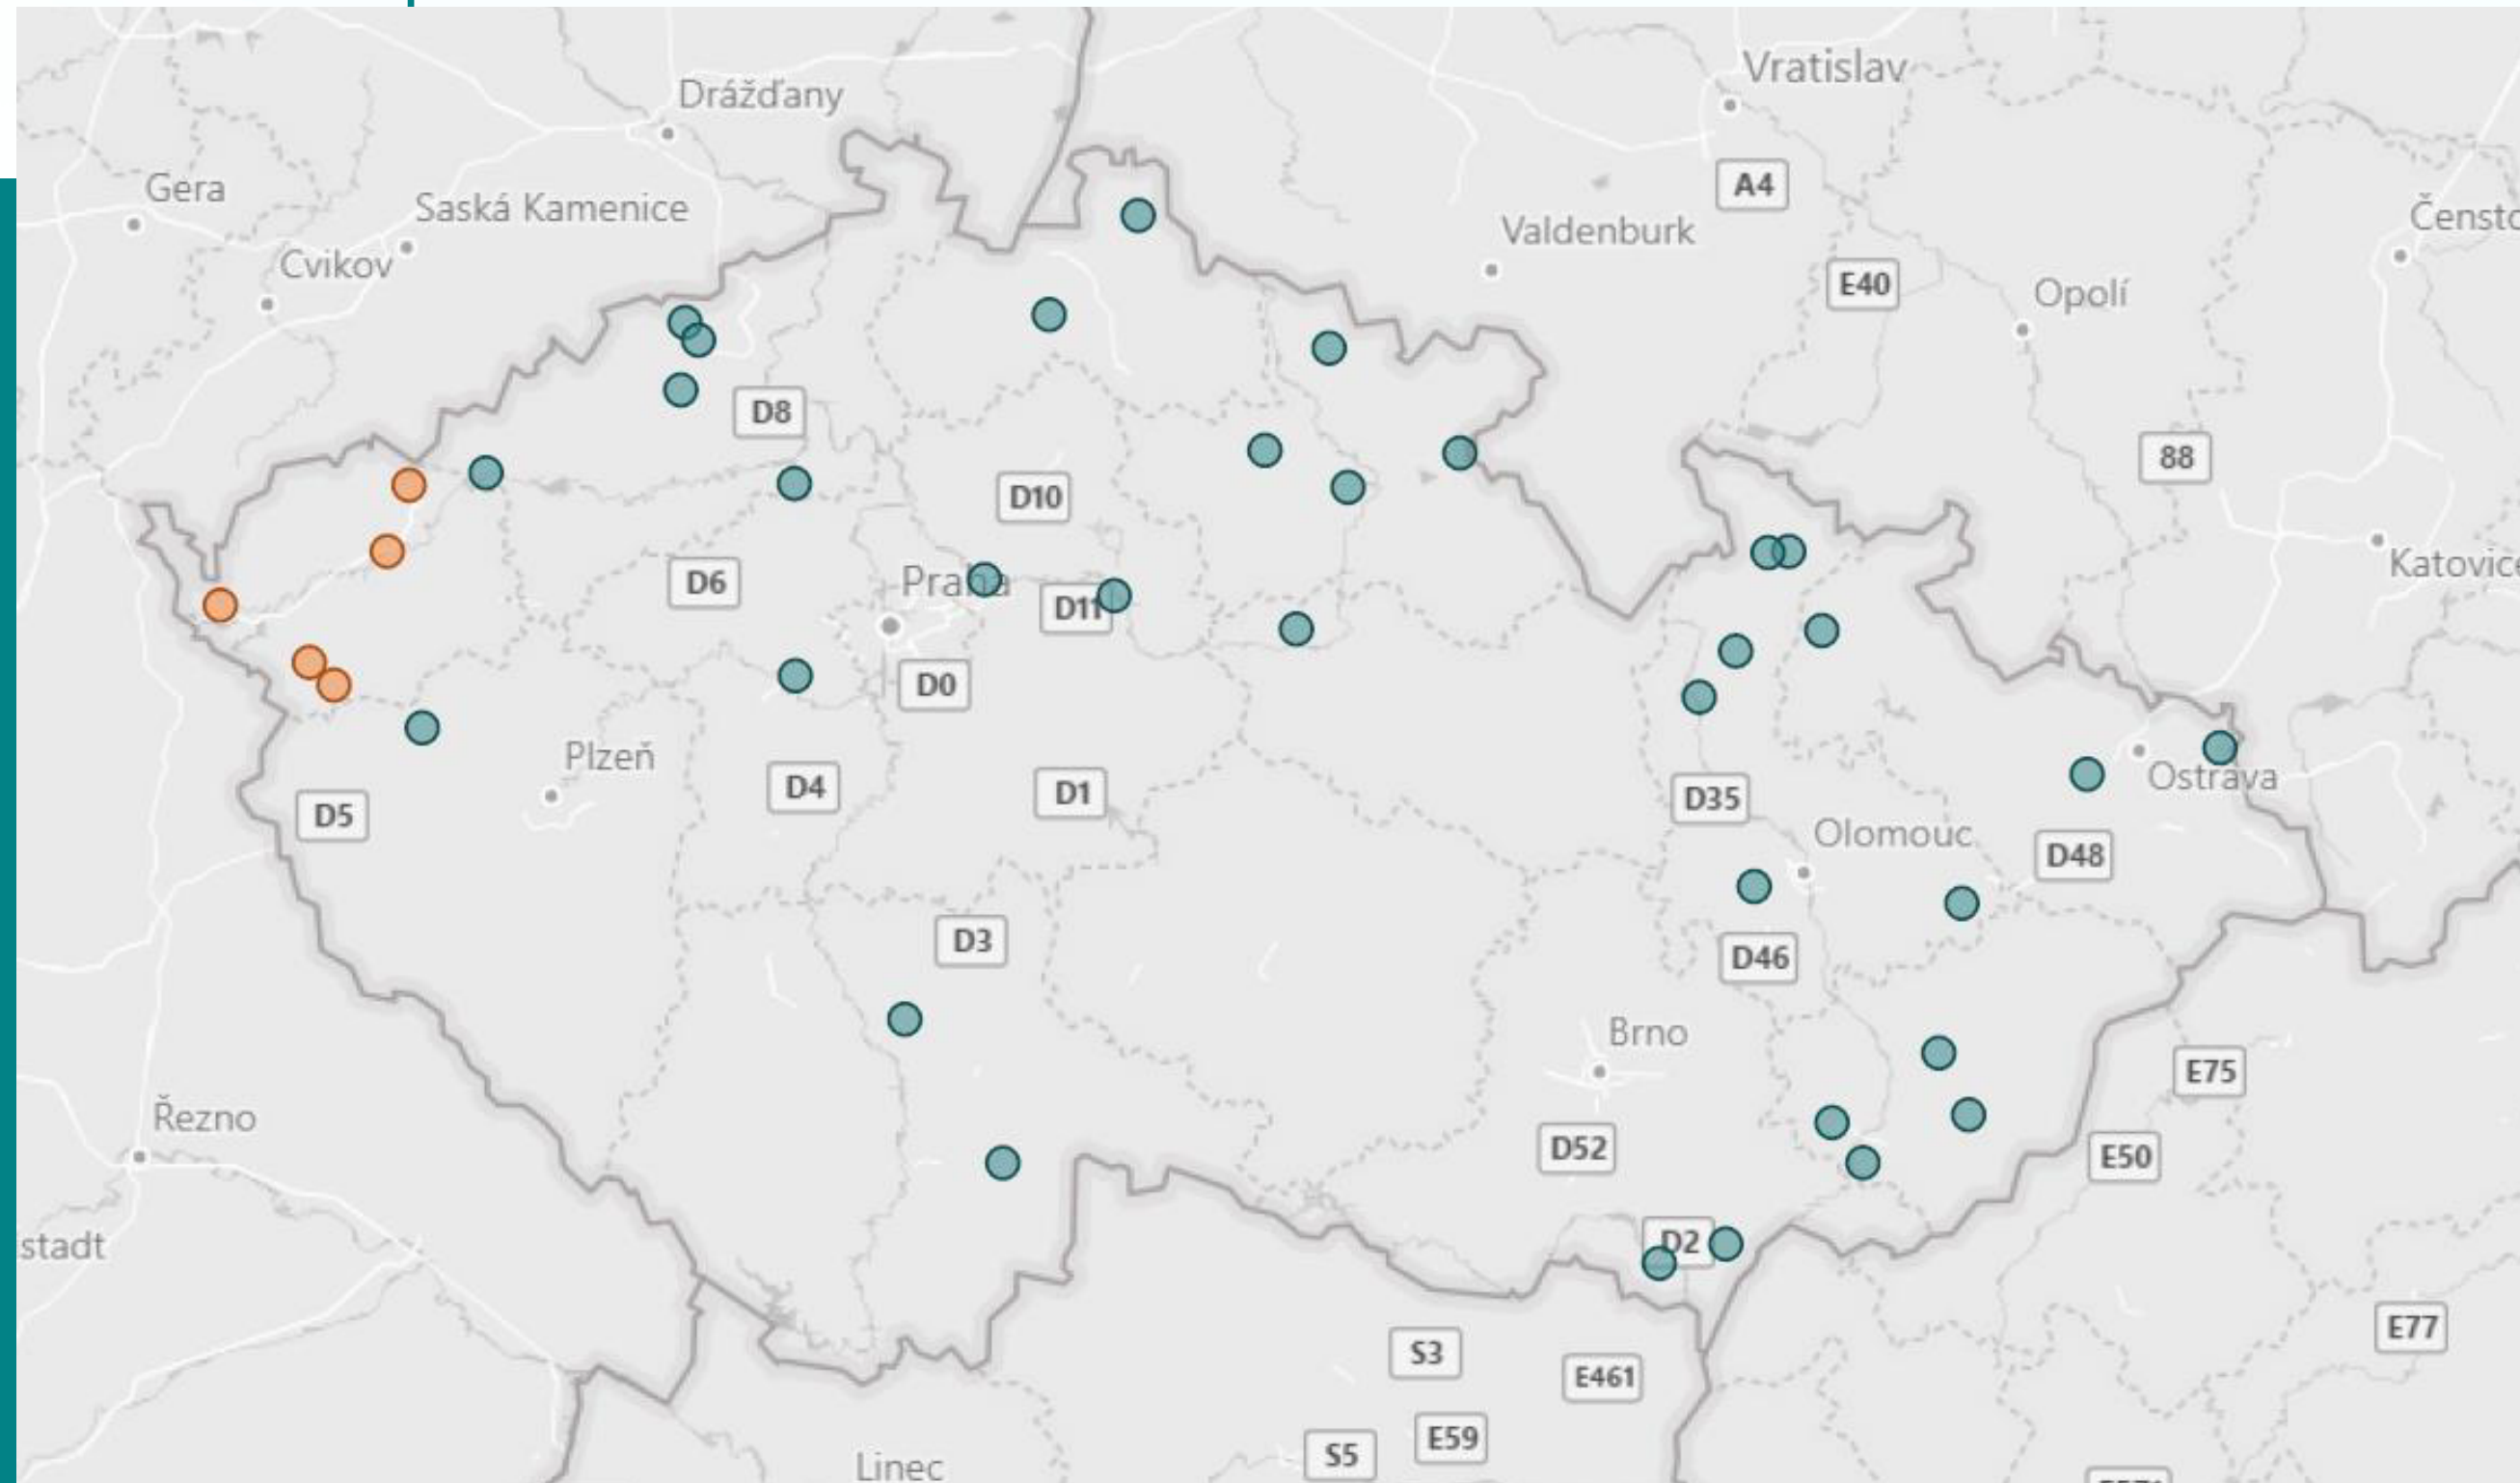 Vratislav
Drážďany
A4
Gera
Saská Kamenice
Valdenburk
Cvikov
E40
Opolí
D8
88
D10
Praha
D6
D11
D0
Plzeň
D4
D1
D5
D35
Ostrava
Olomouc
D48
D3
D46
Brno
E75
Řezno
D52
E50
stadt
D2
E77
S3
E461
E59
S5
Linec